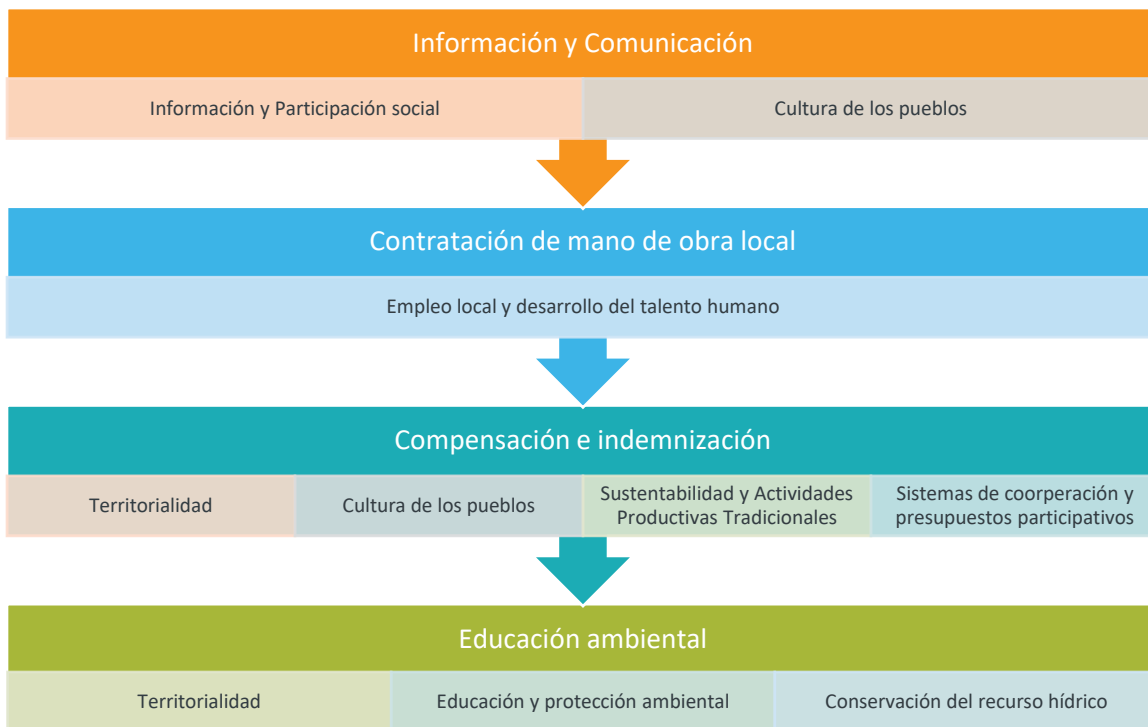 Información y Comunicación
Información y Participación social
Cultura de los pueblos
Contratación de mano de obra local
Empleo local y desarrollo del talento humano
Compensación e indemnización
Territorialidad
Cultura de los pueblos
Sustentabilidad y Actividades
Productivas Tradicionales
Sistemas de coorperación y
presupuestos participativos
Educación ambiental
Territorialidad
Educación y protección ambiental
Conservación del recurso hídrico